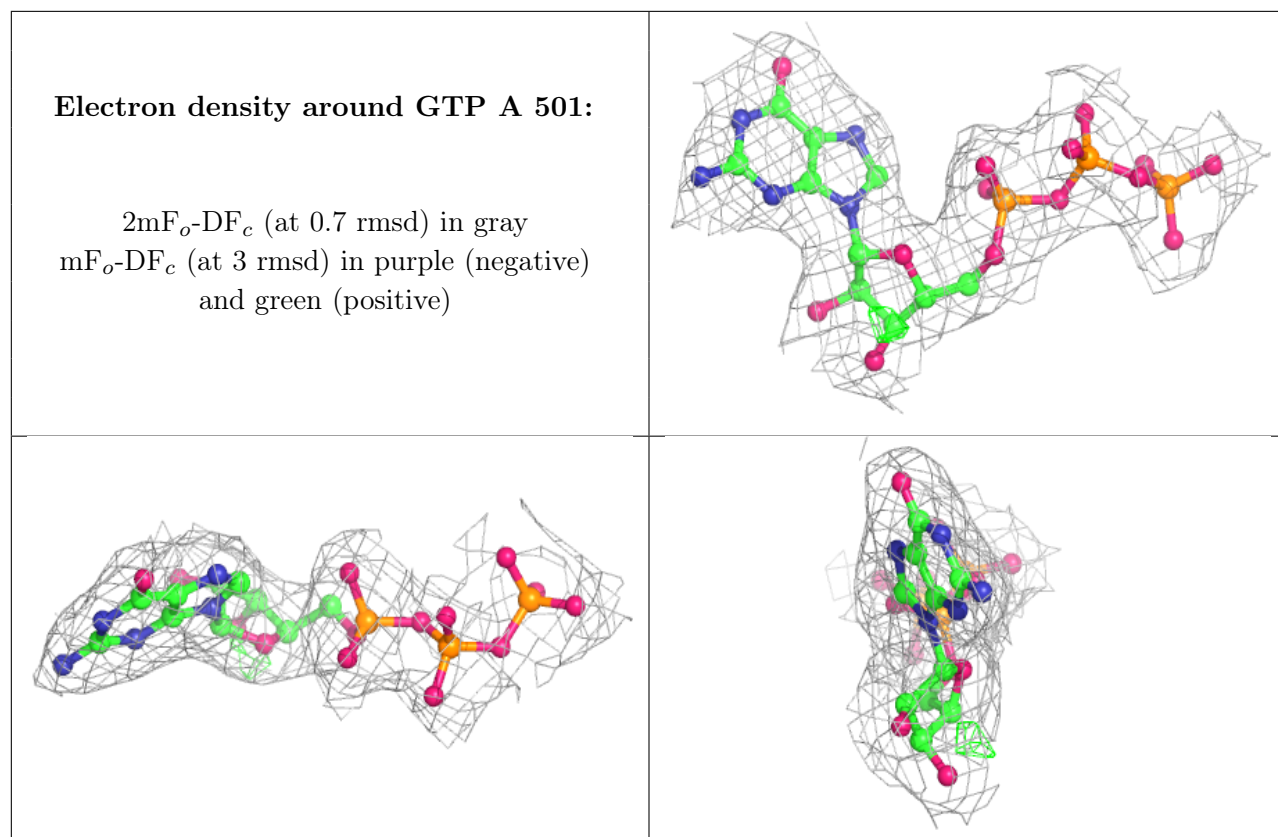 Electron density around GTP A 501:
2mFo-DFc (at 0.7 rmsd) in gray
mFo-DFc (at 3 rmsd) in purple (negative)
and green (positive)